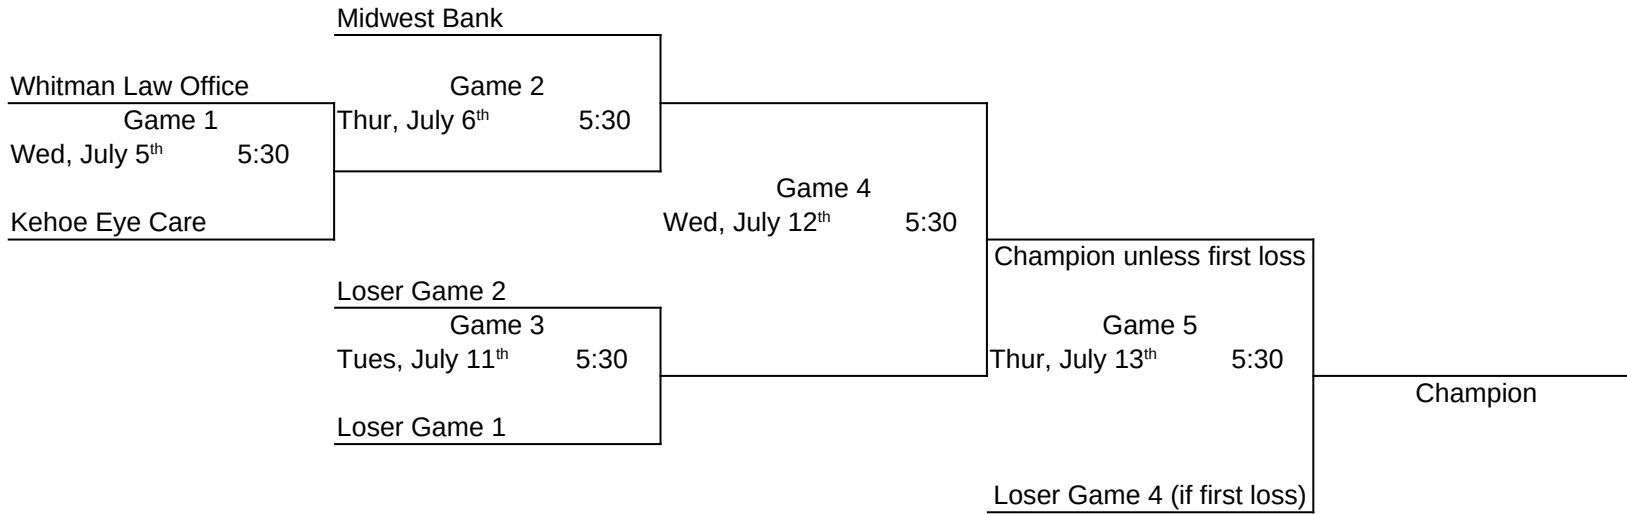 Midwest Bank
Whitman Law Office
Game 2
Game 1
Thur, July 6th 5:30
Wed, July 5th 5:30
Game 4
Kehoe Eye Care
Wed, July 12th 5:30
Champion unless first loss
Loser Game 2
Game 3
Game 5
Tues, July 11th 5:30
Thur, July 13th 5:30
Champion
Loser Game 1
Loser Game 4 (if first loss)